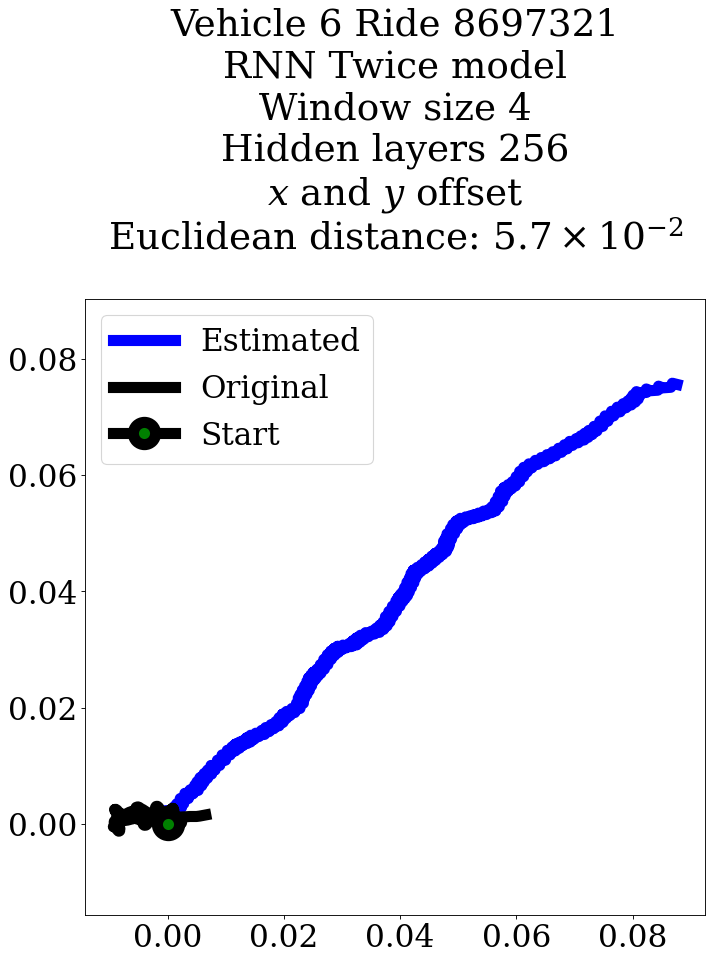 Vehicle 6 Ride 8697321
RNN Twice model
Window size 4
Hidden layers 256
x and y offset
Euclidean distance: 5.7 × 10⁻²
Estimated
Original
Start
0.08
0.06
0.04
0.02
0.00
0.00 0.02 0.04 0.06 0.08